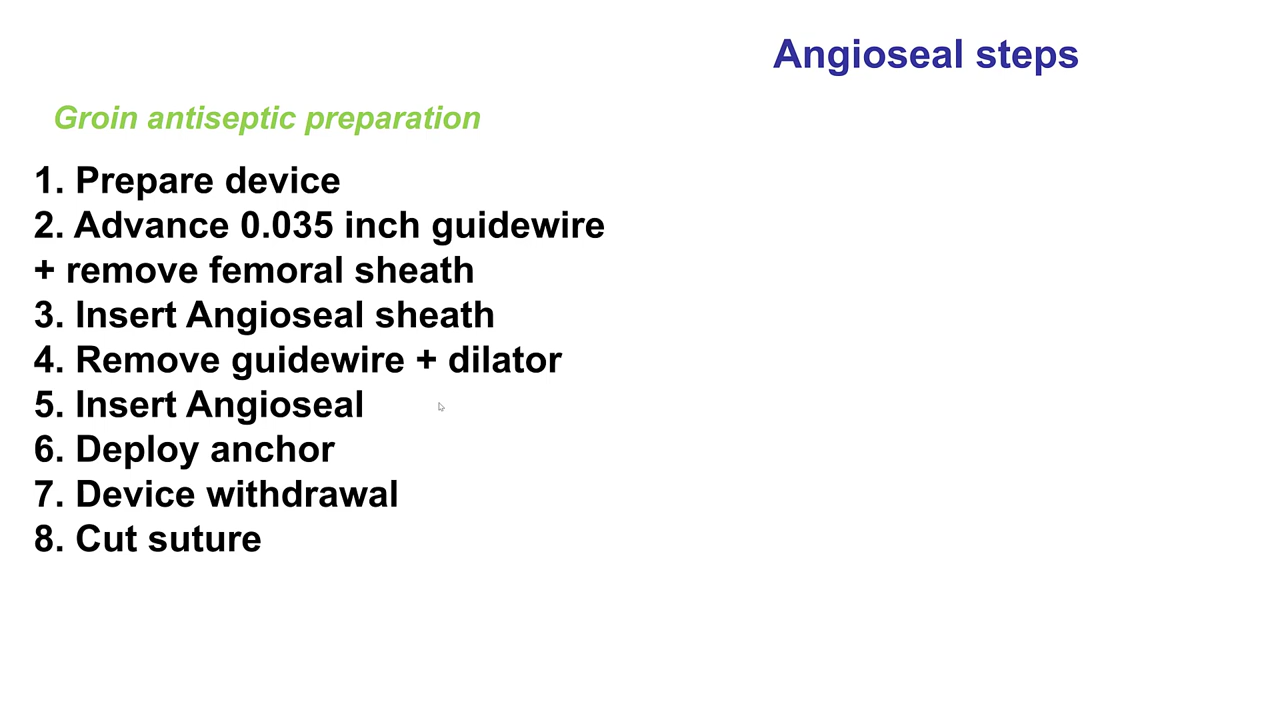 Angioseal steps
Groin antiseptic preparation
1. Prepare device
2. Advance 0.035 inch guidewire
+ remove femoral sheath
3. Insert Angioseal sheath
4. Remove guidewire + dilator
5. Insert Angioseal
6. Deploy anchor
7. Device withdrawal
8. Cut suture